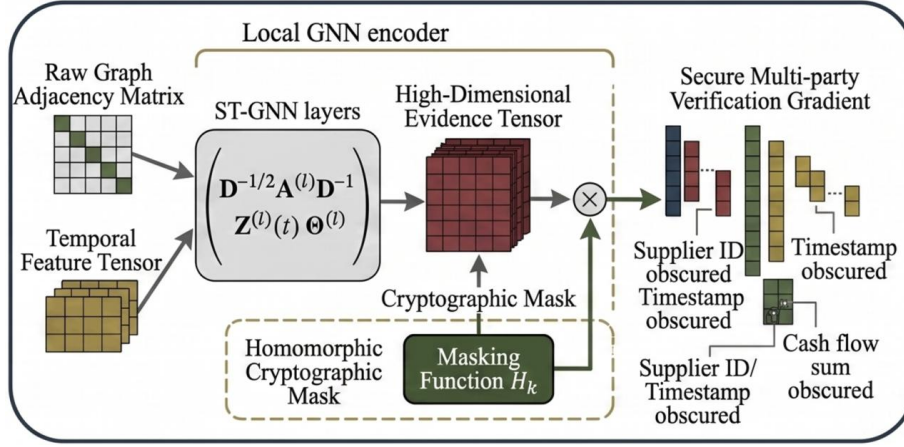 Local GNN encoder
Raw Graph
Adjacency Matrix
ST-GNN layers
High-Dimensional
Evidence Tensor
Secure Multi-party
Verification Gradient
D^{-1/2} A^{(l)} D^{-1}
Z^{(l)}(t) Θ^{(l)}
×
Temporal
Feature Tensor
Supplier ID
obscured
Timestamp
obscured
Timestamp
obscured
Cryptographic Mask
Homomorphic
Cryptographic
Mask
Masking
Function H_k
Supplier ID/
Timestamp
obscured
Cash flow
sum
obscured